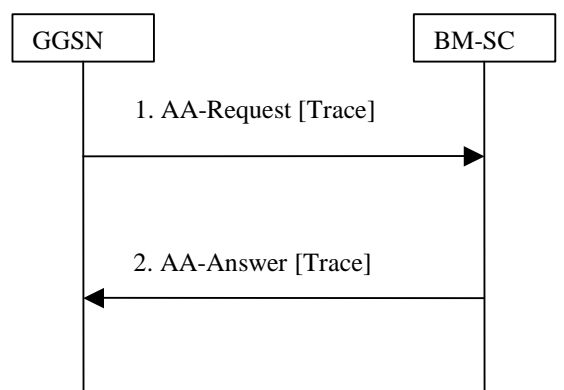 GGSN
BM-SC
1. AA-Request [Trace]
2. AA-Answer [Trace]